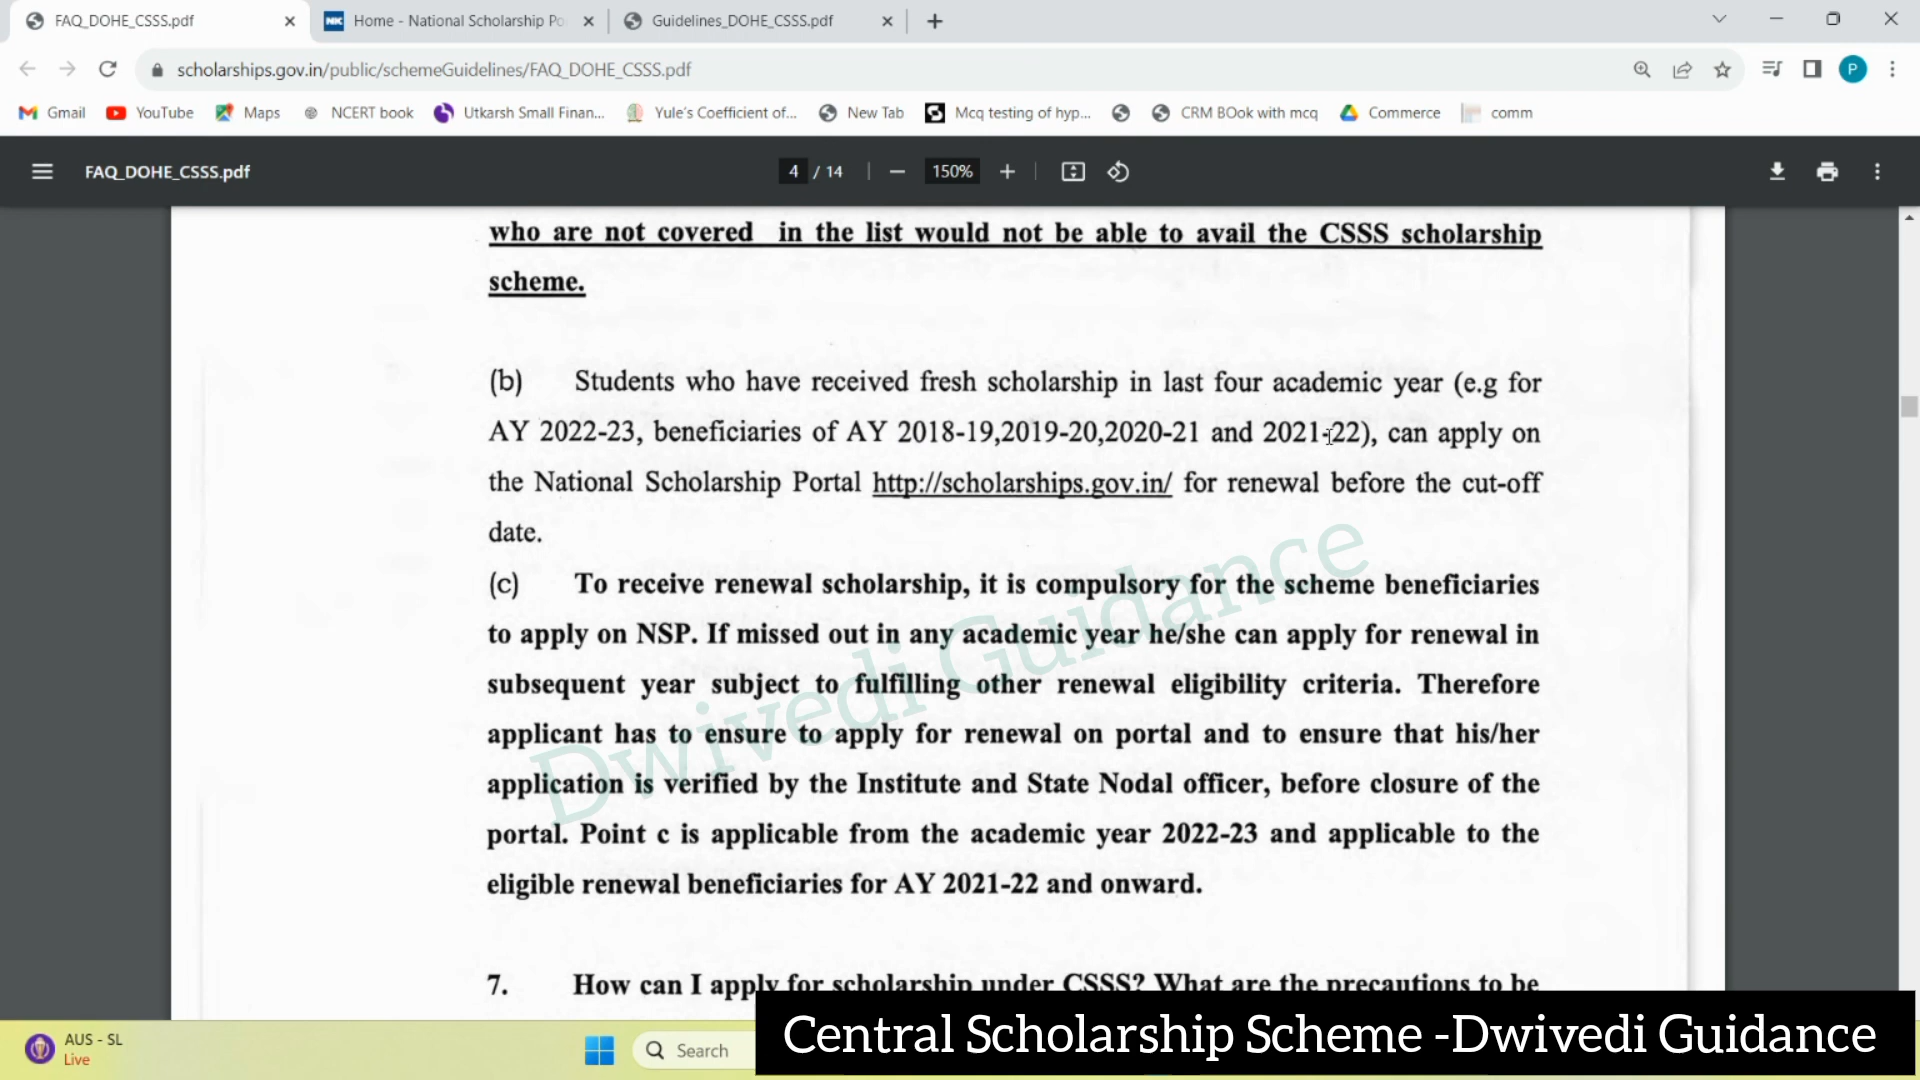 FAQ_DOHE_CSSS.pdf
Home - National Scholarship Po
Guidelines_DOHE_CSSS.pdf
scholarships.gov.in/public/schemeGuidelines/FAQ_DOHE_CSSS.pdf
P
Gmail
YouTube
Maps
NCERT book
Utkarsh Small Finan...
Yule's Coefficient of...
New Tab
Mcq testing of hyp...
CRM BOok with mcq
Commerce
comm
FAQ_DOHE_CSSS.pdf
4 / 14
150%
who are not covered in the list would not be able to avail the CSSS scholarship
scheme.
(b) Students who have received fresh scholarship in last four academic year (e.g for
AY 2022-23, beneficiaries of AY 2018-19,2019-20,2020-21 and 2021-22), can apply on
the National Scholarship Portal http://scholarships.gov.in/ for renewal before the cut-off
date.
(c) To receive renewal scholarship, it is compulsory for the scheme beneficiaries
to apply on NSP. If missed out in any academic year he/she can apply for renewal in
subsequent year subject to fulfilling other renewal eligibility criteria. Therefore
applicant has to ensure to apply for renewal on portal and to ensure that his/her
application is verified by the Institute and State Nodal officer, before closure of the
portal. Point c is applicable from the academic year 2022-23 and applicable to the
eligible renewal beneficiaries for AY 2021-22 and onward.
Dwivedi Guidance
7. How can I apply for scholarship under CSSS? What are the precautions to be
AUS - SL
Live
Search
Central Scholarship Scheme -Dwivedi Guidance